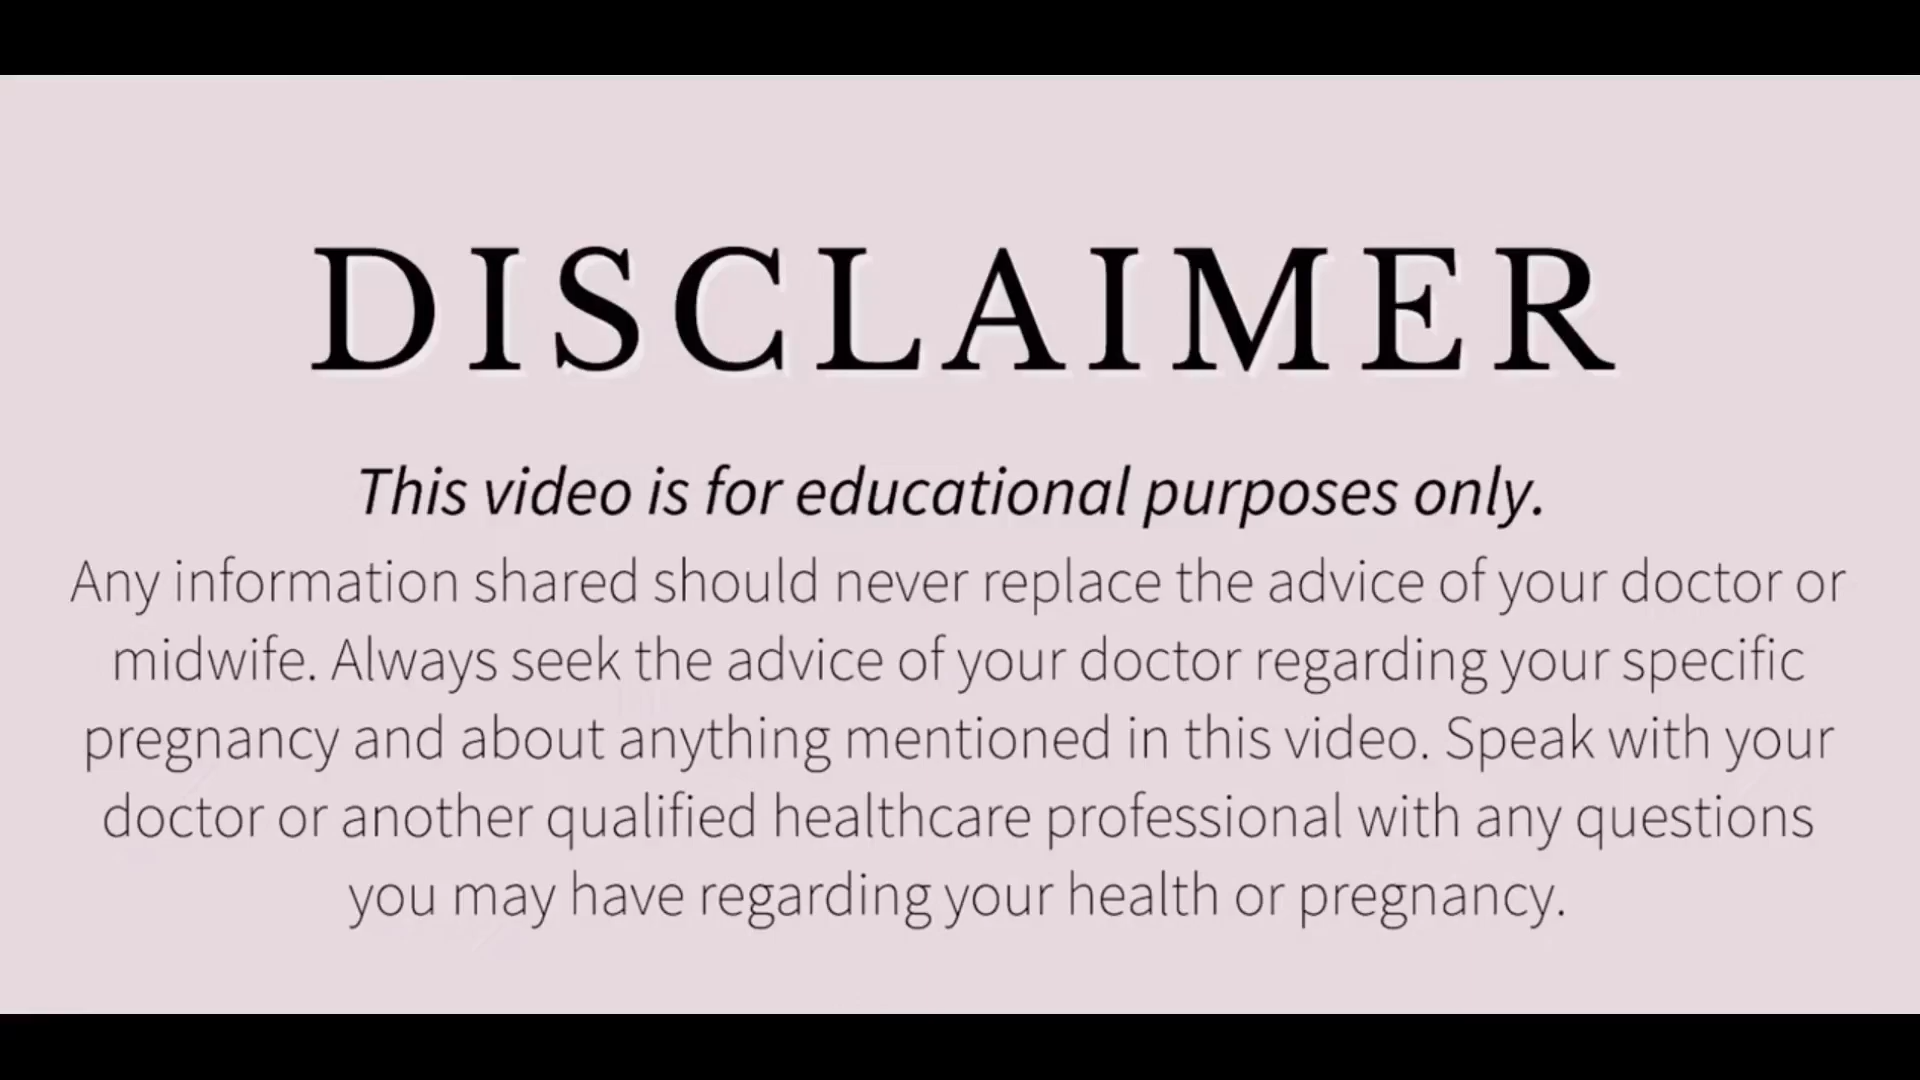 DISCLAIMER
This video is for educational purposes only.
Any information shared should never replace the advice of your doctor or
midwife. Always seek the advice of your doctor regarding your specific
pregnancy and about anything mentioned in this video. Speak with your
doctor or another qualified healthcare professional with any questions
you may have regarding your health or pregnancy.